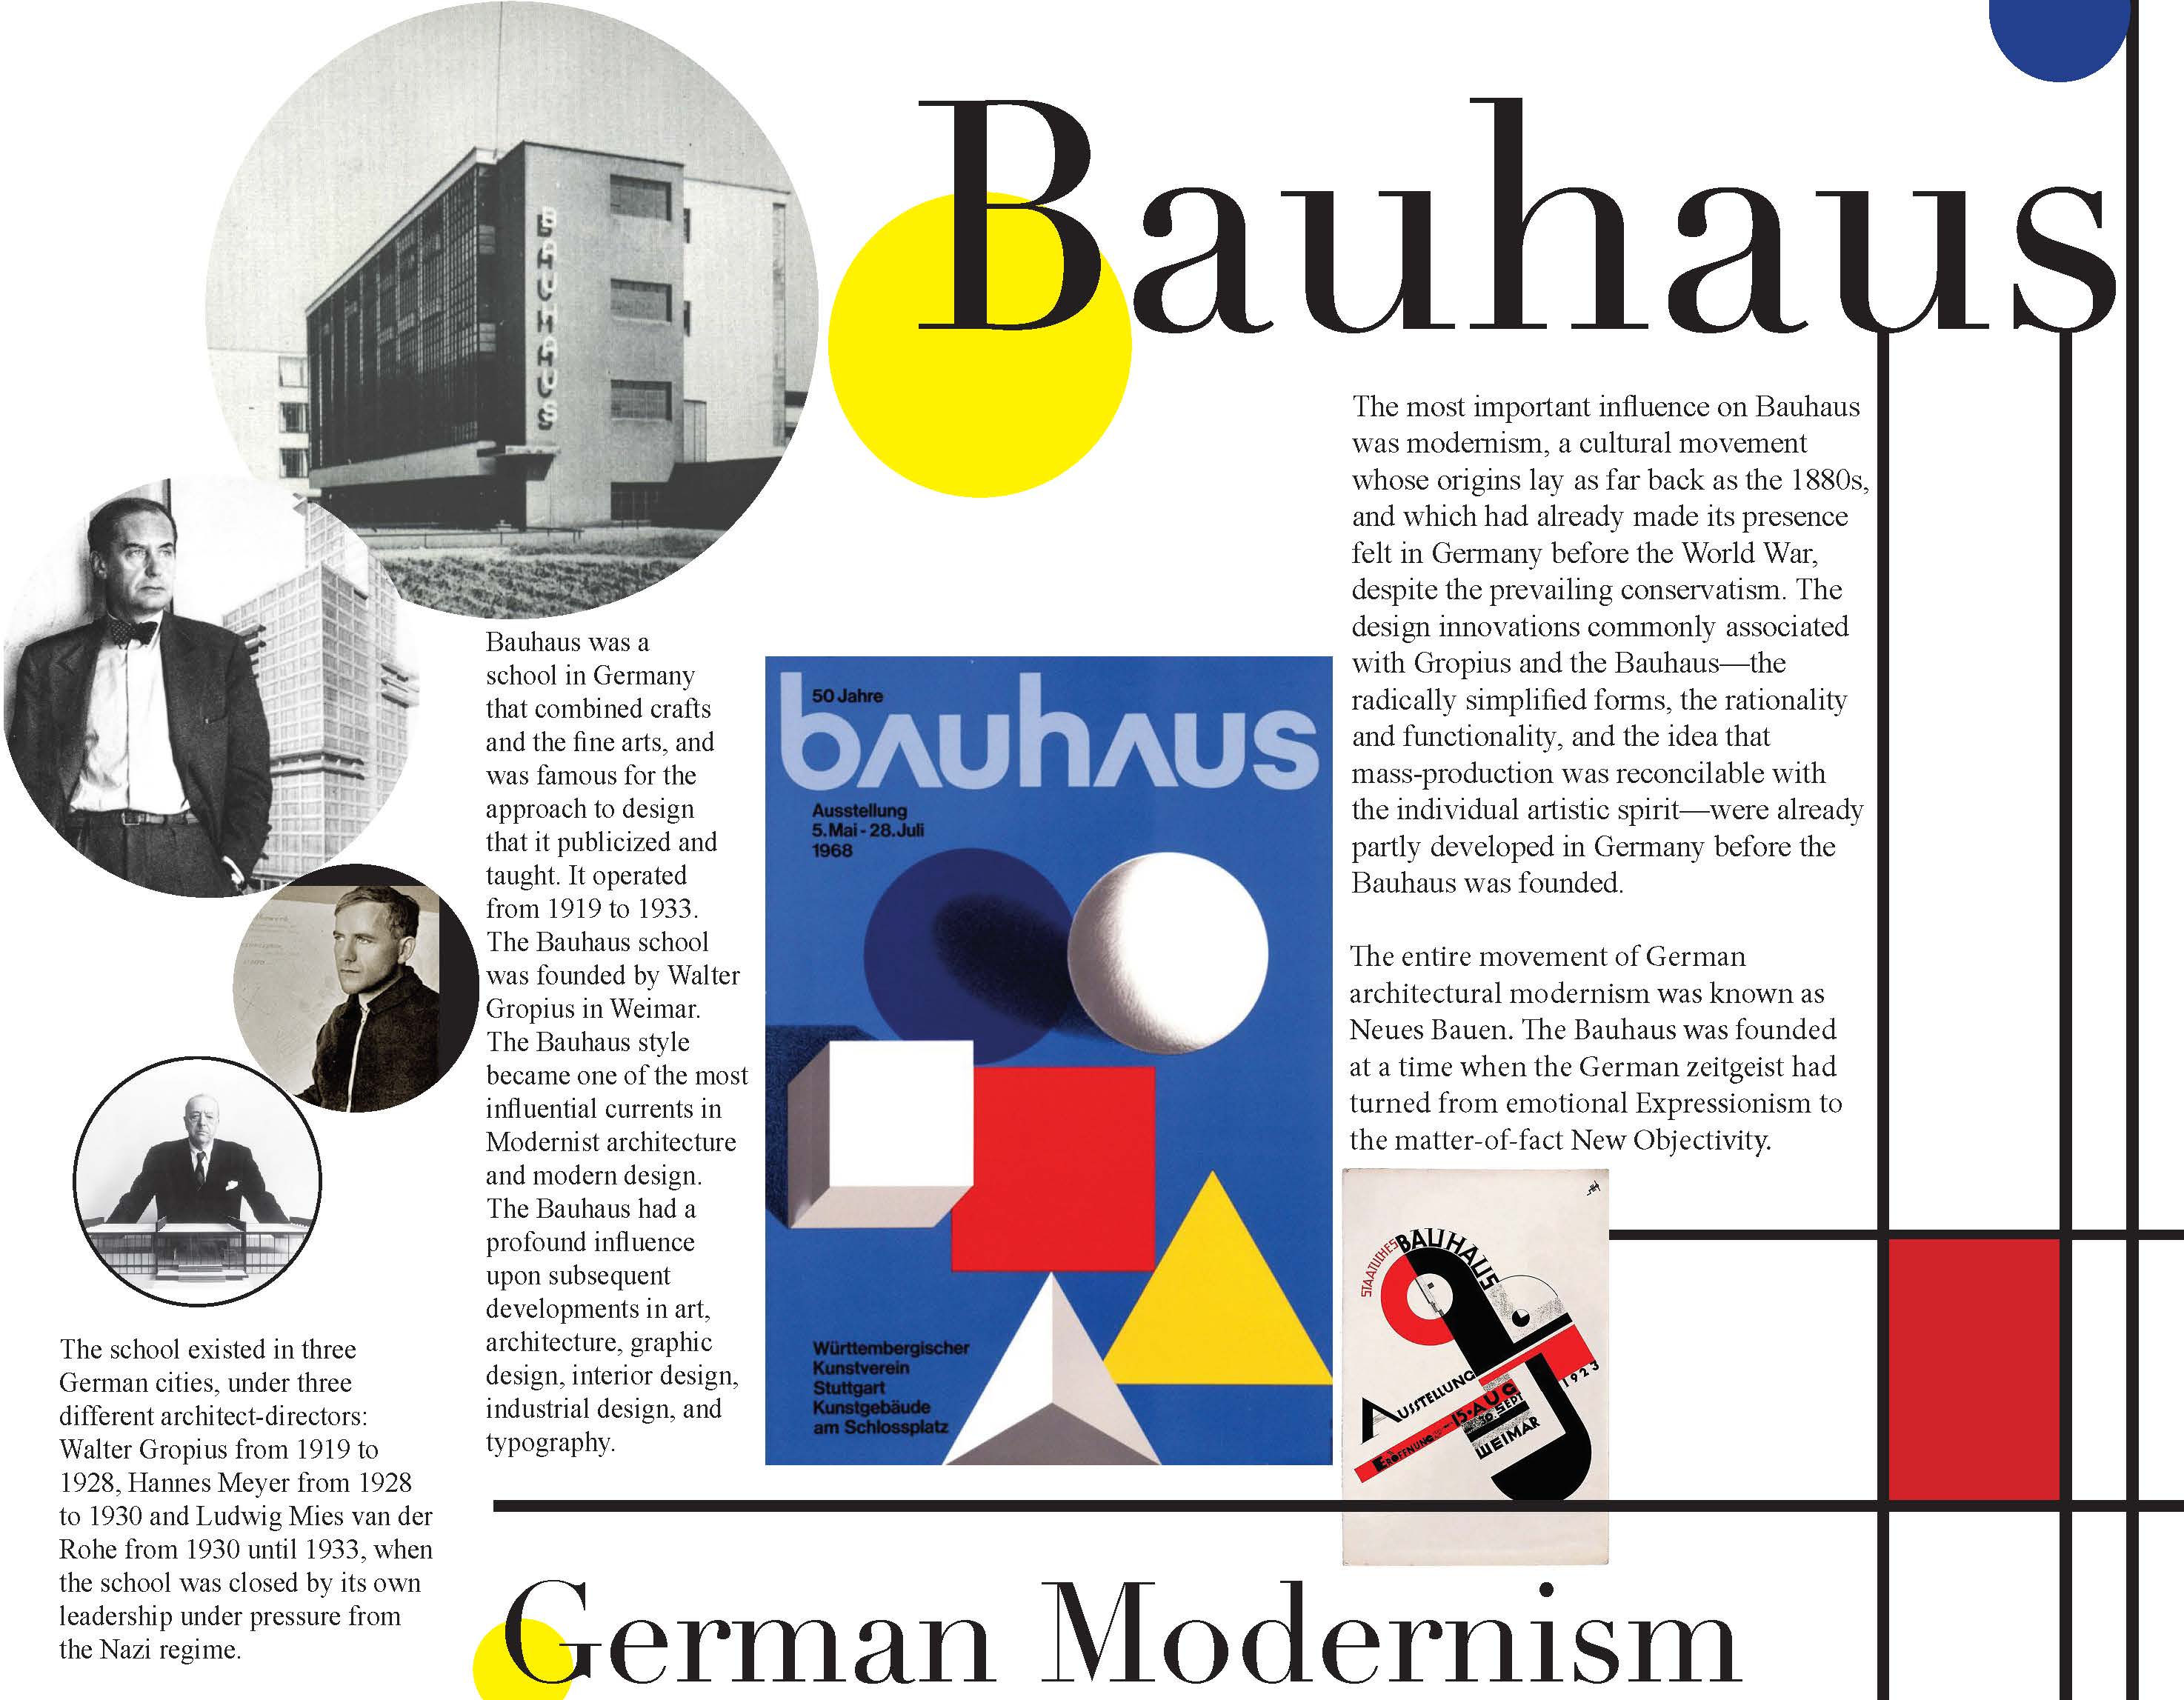 Bauhaus
BAUHAUS
The most important influence on Bauhaus
was modernism, a cultural movement
whose origins lay as far back as the 1880s,
and which had already made its presence
felt in Germany before the World War,
despite the prevailing conservatism. The
design innovations commonly associated
with Gropius and the Bauhaus—the
radically simplified forms, the rationality
and functionality, and the idea that
mass-production was reconcilable with
the individual artistic spirit—were already
partly developed in Germany before the
Bauhaus was founded.
The entire movement of German
architectural modernism was known as
Neues Bauen. The Bauhaus was founded
at a time when the German zeitgeist had
turned from emotional Expressionism to
the matter-of-fact New Objectivity.
Bauhaus was a
school in Germany
that combined crafts
and the fine arts, and
was famous for the
approach to design
that it publicized and
taught. It operated
from 1919 to 1933.
The Bauhaus school
was founded by Walter
Gropius in Weimar.
The Bauhaus style
became one of the most
influential currents in
Modernist architecture
and modern design.
The Bauhaus had a
profound influence
upon subsequent
developments in art,
architecture, graphic
design, interior design,
industrial design, and
typography.
50 Jahre
bauhaus
Ausstellung
5. Mai - 28. Juli
1968
Württembergischer
Kunstverein
Stuttgart
Kunstgebäude
am Schlossplatz
STAATLICHES BAUHAUS
AUSSTELLUNG 1923
ERÖFFNUNG 15. AUG
30. SEPT
WEIMAR
The school existed in three
German cities, under three
different architect-directors:
Walter Gropius from 1919 to
1928, Hannes Meyer from 1928
to 1930 and Ludwig Mies van der
Rohe from 1930 until 1933, when
the school was closed by its own
leadership under pressure from
the Nazi regime.
German Modernism